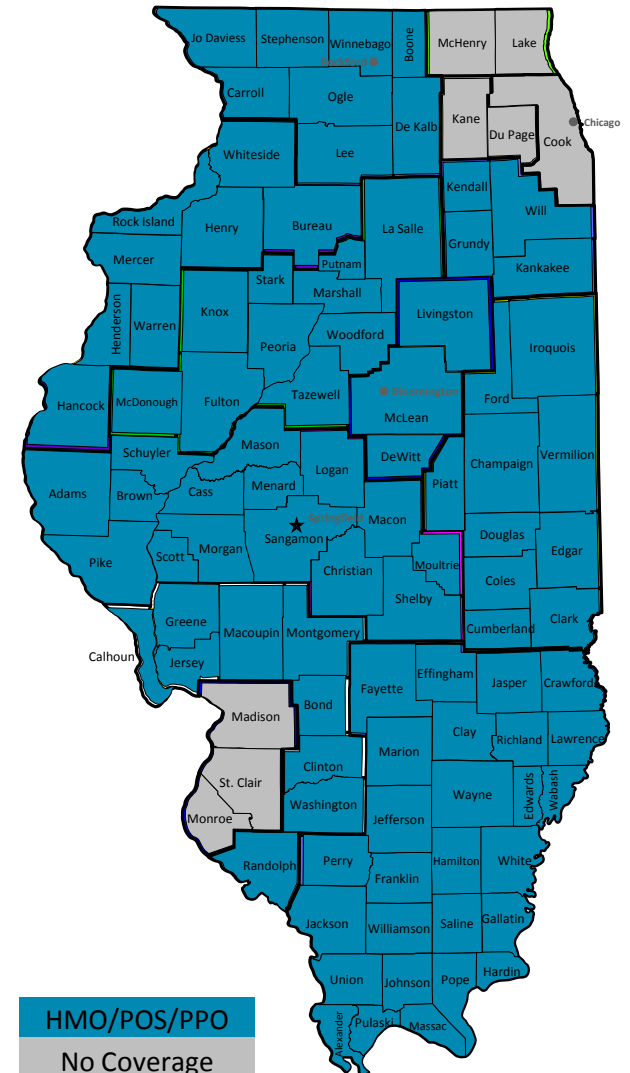 Jo Daviess
Stephenson
Winnebago
Boone
McHenry
Lake
Rockford
Carroll
Ogle
De Kalb
Kane
Du Page
Cook
Chicago
Whiteside
Lee
Kendall
Will
Rock Island
Henry
Bureau
La Salle
Grundy
Mercer
Putnam
Kankakee
Stark
Marshall
Henderson
Warren
Knox
Livingston
Woodford
Peoria
Iroquois
Hancock
McDonough
Fulton
Tazewell
Bloomington
McLean
Ford
Schuyler
Mason
Logan
DeWitt
Champaign
Vermilion
Adams
Brown
Cass
Menard
Piatt
Springfield
Macon
Sangamon
Douglas
Edgar
Pike
Scott
Morgan
Christian
Moultrie
Coles
Shelby
Greene
Macoupin
Montgomery
Cumberland
Clark
Calhoun
Jersey
Effingham
Fayette
Jasper
Crawford
Madison
Bond
Clay
Richland
Lawrence
Marion
Clinton
St. Clair
Wayne
Edwards
Wabash
Washington
Monroe
Jefferson
Randolph
Perry
Hamilton
White
Franklin
Jackson
Williamson
Saline
Gallatin
Union
Johnson
Pope
Hardin
Alexander
Pulaski
Massac
HMO/POS/PPO
No Coverage